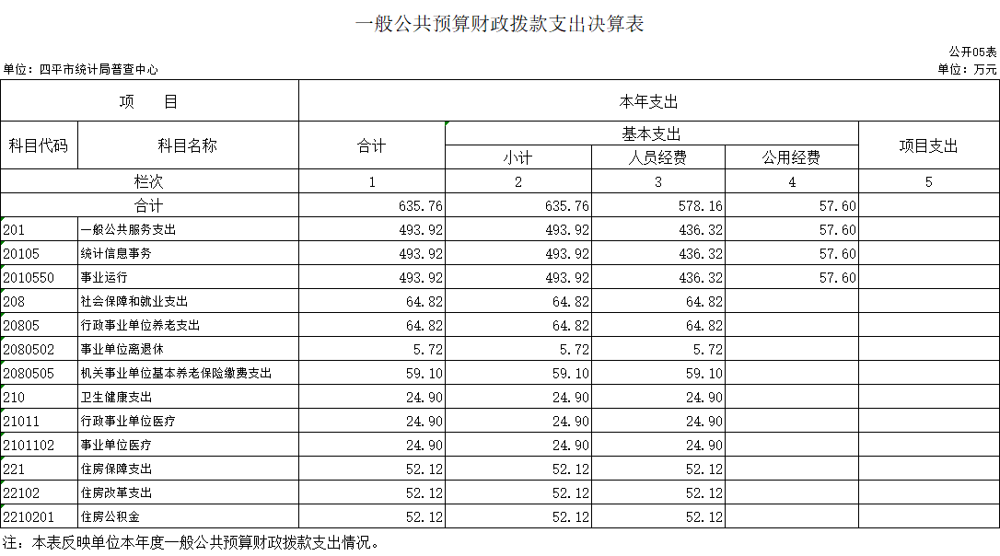 一般公共预算财政拨款支出决算表
公开05表
单位：四平市统计局普查中心 单位：万元
项 目 本年支出
科目代码 科目名称 合计 基本支出 项目支出
小计 人员经费 公用经费
栏次 1 2 3 4 5
合计 635.76 635.76 578.16 57.60
201 一般公共服务支出 493.92 493.92 436.32 57.60
20105 统计信息事务 493.92 493.92 436.32 57.60
2010550 事业运行 493.92 493.92 436.32 57.60
208 社会保障和就业支出 64.82 64.82 64.82
20805 行政事业单位养老支出 64.82 64.82 64.82
2080502 事业单位离退休 5.72 5.72 5.72
2080505 机关事业单位基本养老保险缴费支出 59.10 59.10 59.10
210 卫生健康支出 24.90 24.90 24.90
21011 行政事业单位医疗 24.90 24.90 24.90
2101102 事业单位医疗 24.90 24.90 24.90
221 住房保障支出 52.12 52.12 52.12
22102 住房改革支出 52.12 52.12 52.12
2210201 住房公积金 52.12 52.12 52.12
注：本表反映单位本年度一般公共预算财政拨款支出情况。